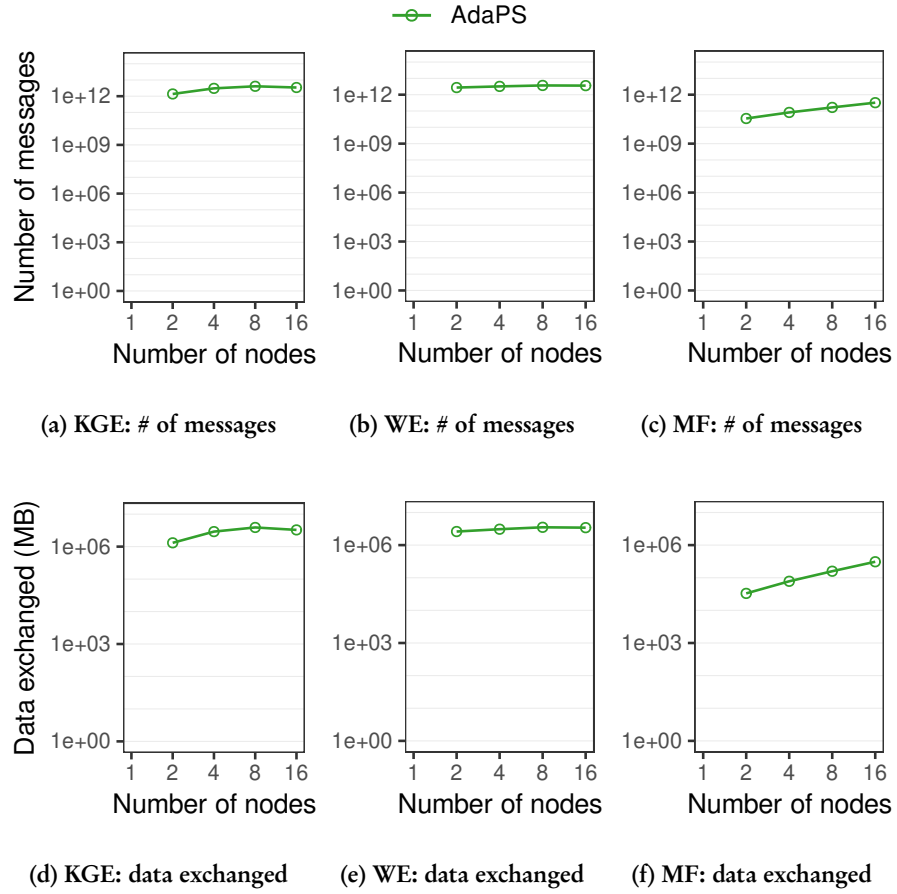 AdaPS
Number of messages
1e+12
1e+09
1e+06
1e+03
1e+00
1 2 4 8 16
Number of nodes
1e+12
1e+09
1e+06
1e+03
1e+00
1 2 4 8 16
Number of nodes
1e+12
1e+09
1e+06
1e+03
1e+00
1 2 4 8 16
Number of nodes
(a) KGE: # of messages
(b) WE: # of messages
(c) MF: # of messages
Data exchanged (MB)
1e+06
1e+03
1e+00
1 2 4 8 16
Number of nodes
1e+06
1e+03
1e+00
1 2 4 8 16
Number of nodes
1e+06
1e+03
1e+00
1 2 4 8 16
Number of nodes
(d) KGE: data exchanged
(e) WE: data exchanged
(f) MF: data exchanged